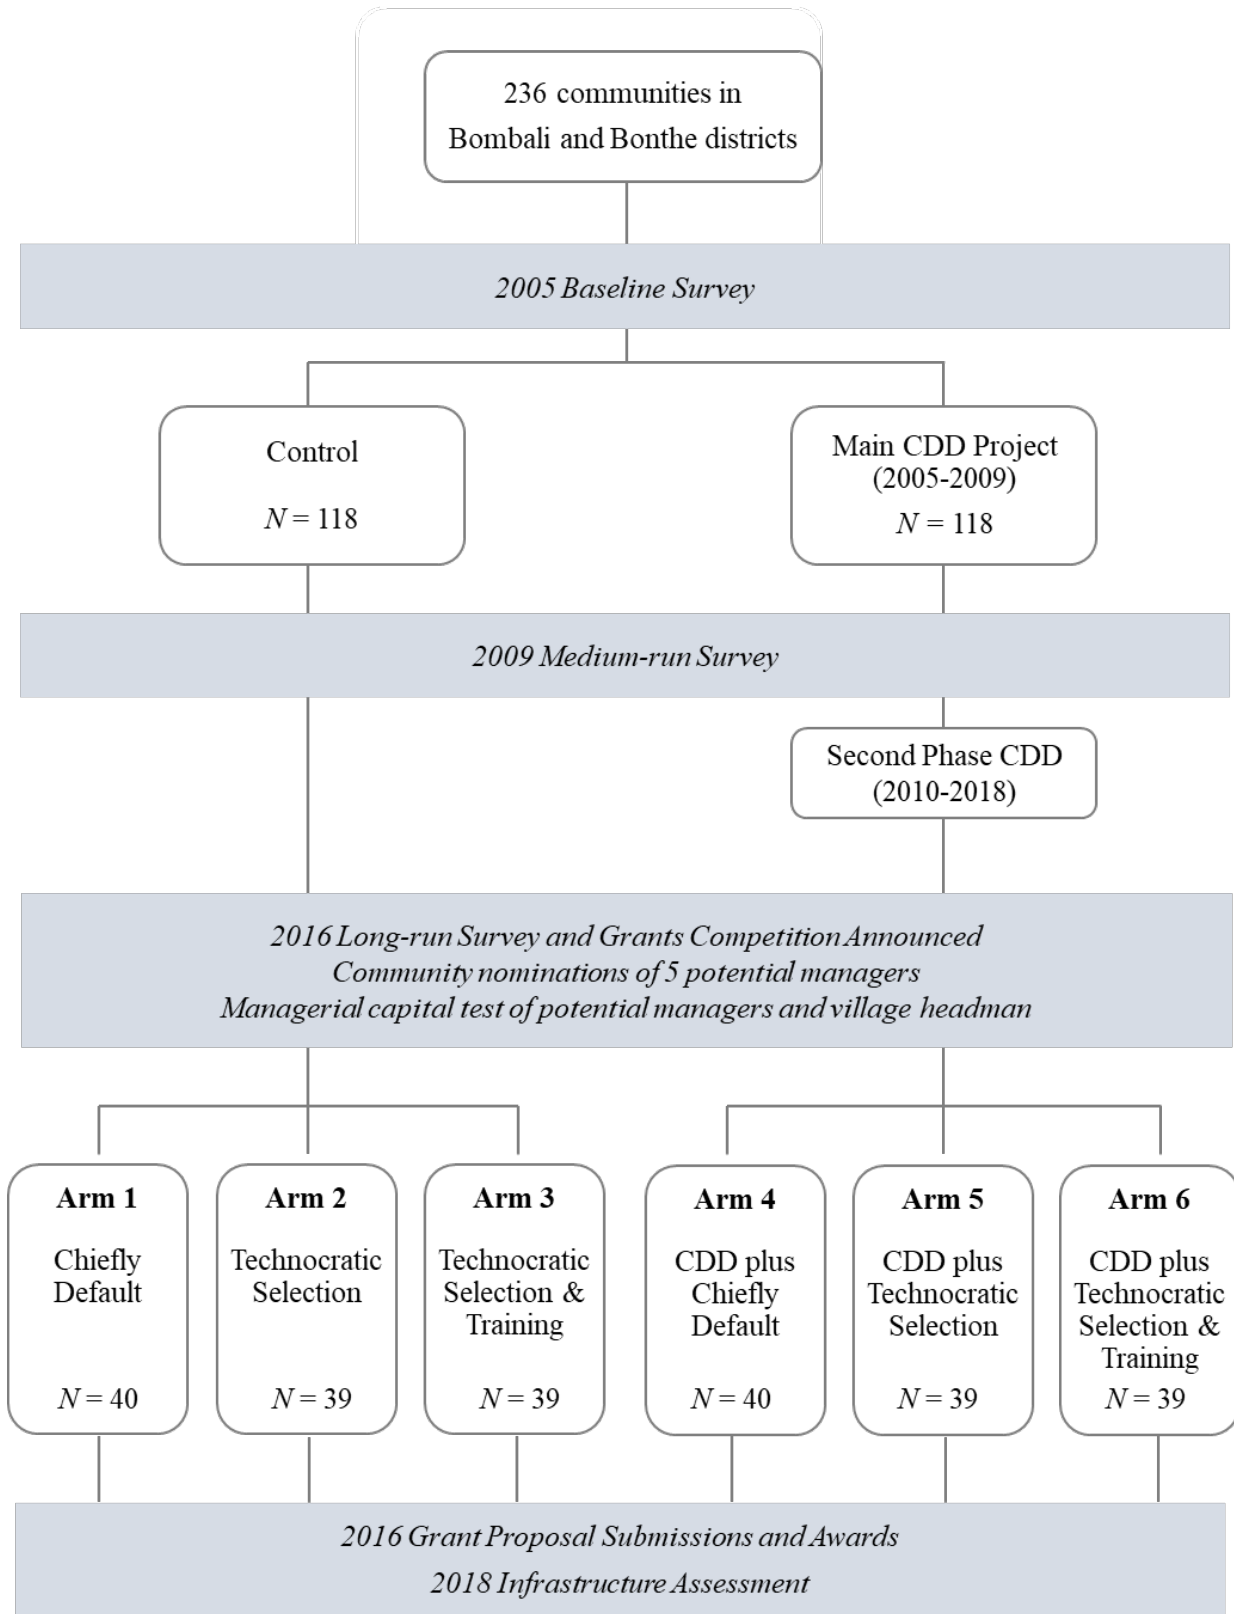 236 communities in
Bombali and Bonthe districts
2005 Baseline Survey
Control
N = 118
Main CDD Project
(2005-2009)
N = 118
2009 Medium-run Survey
Second Phase CDD
(2010-2018)
2016 Long-run Survey and Grants Competition Announced
Community nominations of 5 potential managers
Managerial capital test of potential managers and village headman
Arm 1
Chiefly
Default
N = 40
Arm 2
Technocratic
Selection
N = 39
Arm 3
Technocratic
Selection &
Training
N = 39
Arm 4
CDD plus
Chiefly
Default
N = 40
Arm 5
CDD plus
Technocratic
Selection
N = 39
Arm 6
CDD plus
Technocratic
Selection &
Training
N = 39
2016 Grant Proposal Submissions and Awards
2018 Infrastructure Assessment